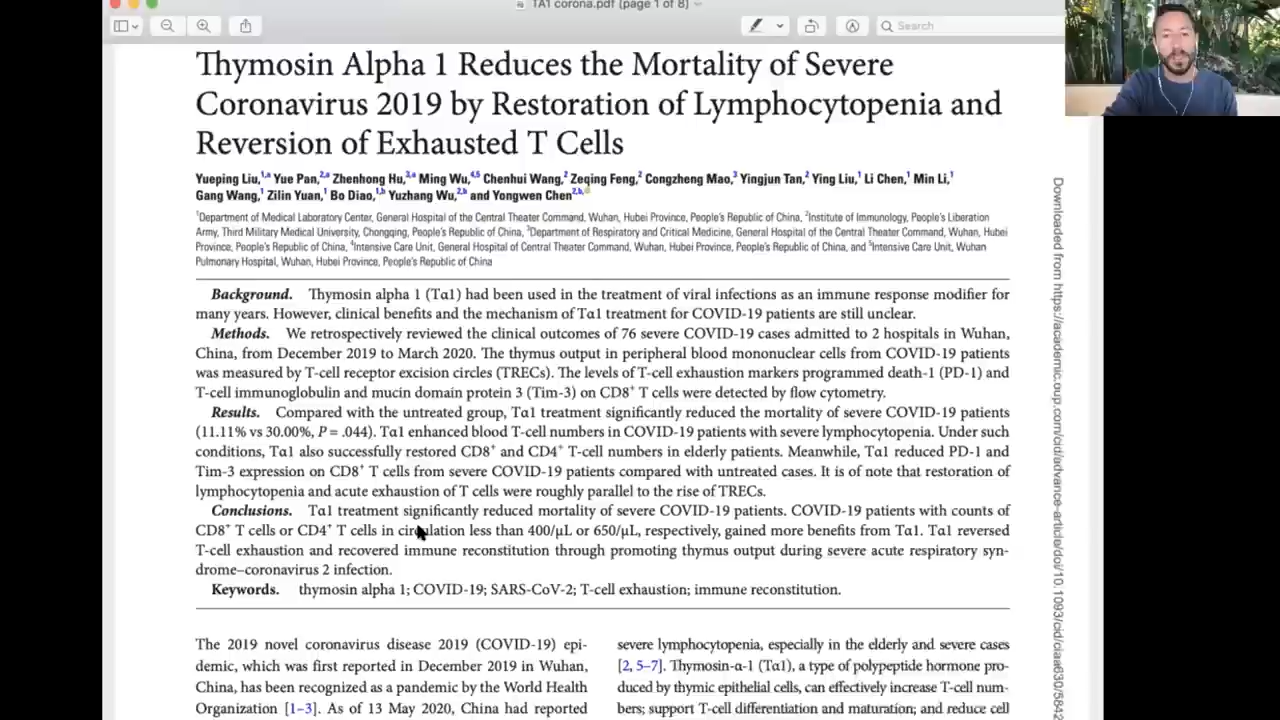 TA1 corona.pdf (page 1 of 8)
Search
Thymosin Alpha 1 Reduces the Mortality of Severe
Coronavirus 2019 by Restoration of Lymphocytopenia and
Reversion of Exhausted T Cells
Yueping Liu,1,a Yue Pan,2,a Zhenhong Hu,3,a Ming Wu,4,5 Chenhui Wang,2 Zeqing Feng,2 Congzheng Mao,3 Yingjun Tan,2 Ying Liu,1 Li Chen,1 Min Li,1
Gang Wang,1 Zilin Yuan,1 Bo Diao,1,b Yuzhang Wu,2,b and Yongwen Chen2,b,
1Department of Medical Laboratory Center, General Hospital of the Central Theater Command, Wuhan, Hubei Province, People's Republic of China, 2Institute of Immunology, People's Liberation
Army, Third Military Medical University, Chongqing, People's Republic of China, 3Department of Respiratory and Critical Medicine, General Hospital of the Central Theater Command, Wuhan, Hubei
Province, People's Republic of China, 4Intensive Care Unit, General Hospital of Central Theater Command, Wuhan, Hubei Province, People's Republic of China, and 5Intensive Care Unit, Wuhan
Pulmonary Hospital, Wuhan, Hubei Province, People's Republic of China
Background. Thymosin alpha 1 (Tα1) had been used in the treatment of viral infections as an immune response modifier for
many years. However, clinical benefits and the mechanism of Tα1 treatment for COVID-19 patients are still unclear.
Methods. We retrospectively reviewed the clinical outcomes of 76 severe COVID-19 cases admitted to 2 hospitals in Wuhan,
China, from December 2019 to March 2020. The thymus output in peripheral blood mononuclear cells from COVID-19 patients
was measured by T-cell receptor excision circles (TRECs). The levels of T-cell exhaustion markers programmed death-1 (PD-1) and
T-cell immunoglobulin and mucin domain protein 3 (Tim-3) on CD8+ T cells were detected by flow cytometry.
Results. Compared with the untreated group, Tα1 treatment significantly reduced the mortality of severe COVID-19 patients
(11.11% vs 30.00%, P = .044). Tα1 enhanced blood T-cell numbers in COVID-19 patients with severe lymphocytopenia. Under such
conditions, Tα1 also successfully restored CD8+ and CD4+ T-cell numbers in elderly patients. Meanwhile, Tα1 reduced PD-1 and
Tim-3 expression on CD8+ T cells from severe COVID-19 patients compared with untreated cases. It is of note that restoration of
lymphocytopenia and acute exhaustion of T cells were roughly parallel to the rise of TRECs.
Conclusions. Tα1 treatment significantly reduced mortality of severe COVID-19 patients. COVID-19 patients with counts of
CD8+ T cells or CD4+ T cells in circulation less than 400/μL or 650/μL, respectively, gained more benefits from Tα1. Tα1 reversed
T-cell exhaustion and recovered immune reconstitution through promoting thymus output during severe acute respiratory syn-
drome–coronavirus 2 infection.
Keywords. thymosin alpha 1; COVID-19; SARS-CoV-2; T-cell exhaustion; immune reconstitution.
The 2019 novel coronavirus disease 2019 (COVID-19) epi-
demic, which was first reported in December 2019 in Wuhan,
China, has been recognized as a pandemic by the World Health
Organization [1–3]. As of 13 May 2020, China had reported
severe lymphocytopenia, especially in the elderly and severe cases
[2, 5–7]. Thymosin-α-1 (Tα1), a type of polypeptide hormone pro-
duced by thymic epithelial cells, can effectively increase T-cell num-
bers; support T-cell differentiation and maturation; and reduce cell
Downloaded from https://academic.oup.com/cid/advance-article/doi/10.1093/cid/ciaa630/5842